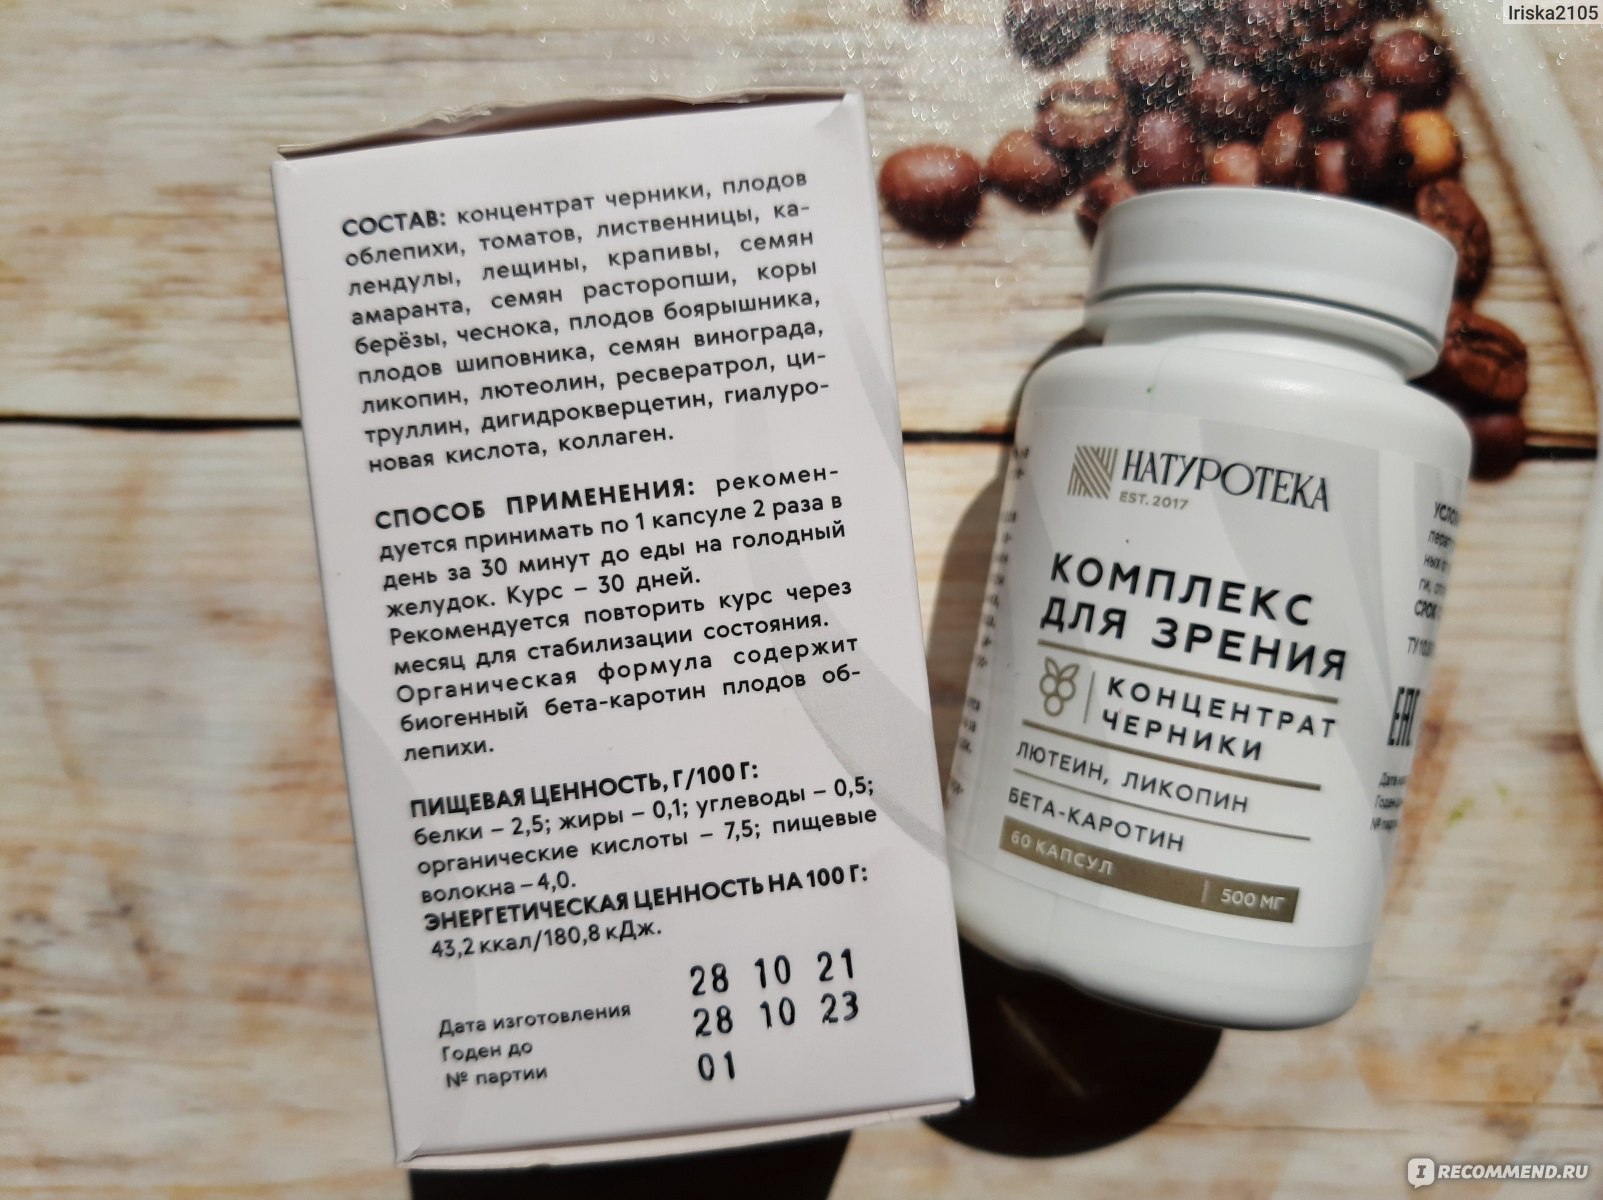 Iriska2105
СОСТАВ: концентрат черники, плодов
облепихи, томатов, лиственницы, ка-
лендулы, лещины, крапивы, семян
амаранта, семян расторопши, коры
берёзы, чеснока, плодов боярышника,
плодов шиповника, семян винограда,
ликопин, лютеолин, ресвератрол, ци-
труллин, дигидрокверцетин, гиалуро-
новая кислота, коллаген.
СПОСОБ ПРИМЕНЕНИЯ: рекомен-
дуется принимать по 1 капсуле 2 раза в
день за 30 минут до еды на голодный
желудок. Курс – 30 дней.
Рекомендуется повторить курс через
месяц для стабилизации состояния.
Органическая формула содержит
биогенный бета-каротин плодов об-
лепихи.
ПИЩЕВАЯ ЦЕННОСТЬ, Г/100 Г:
белки – 2,5; жиры – 0,1; углеводы – 0,5;
органические кислоты – 7,5; пищевые
волокна – 4,0.
ЭНЕРГЕТИЧЕСКАЯ ЦЕННОСТЬ НА 100 Г:
43,2 ккал/180,8 кДж.
Дата изготовления 28 10 21
Годен до 28 10 23
№ партии 01
НАТУРОТЕКА
EST. 2017
КОМПЛЕКС
ДЛЯ ЗРЕНИЯ
КОНЦЕНТРАТ
ЧЕРНИКИ
ЛЮТЕИН, ЛИКОПИН
БЕТА-КАРОТИН
60 КАПСУЛ | 500 МГ
EAC
IRECOMMEND.RU